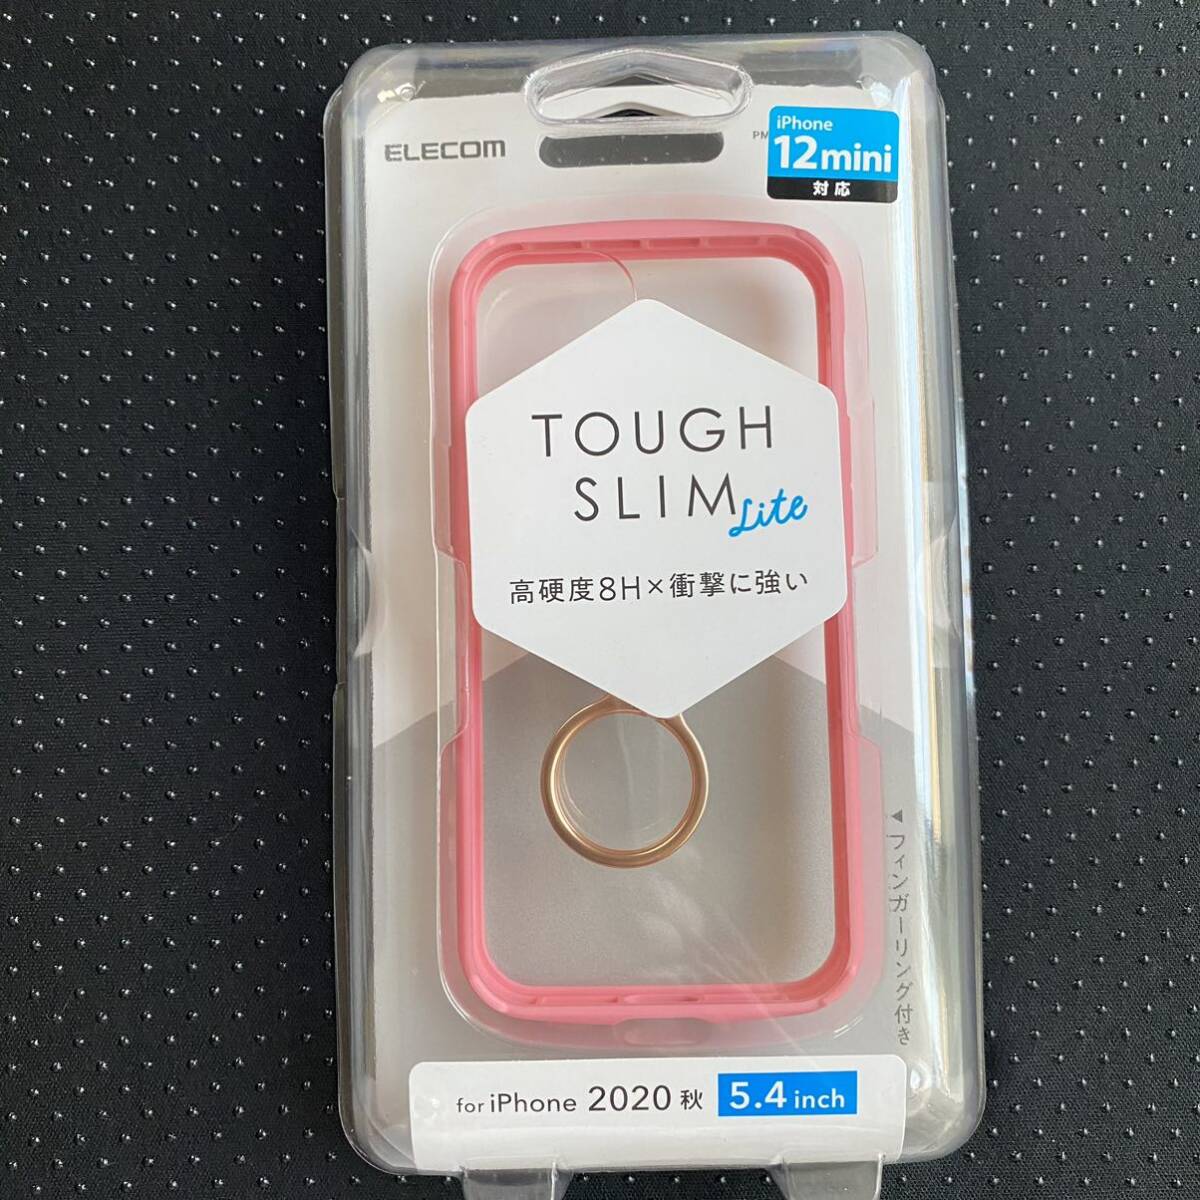 ELECOM
PM
iPhone
12mini
対応
TOUGH
SLIM Lite
高硬度8H×衝撃に強い
◀フィンガーリング付き
for iPhone 2020 秋 5.4 inch